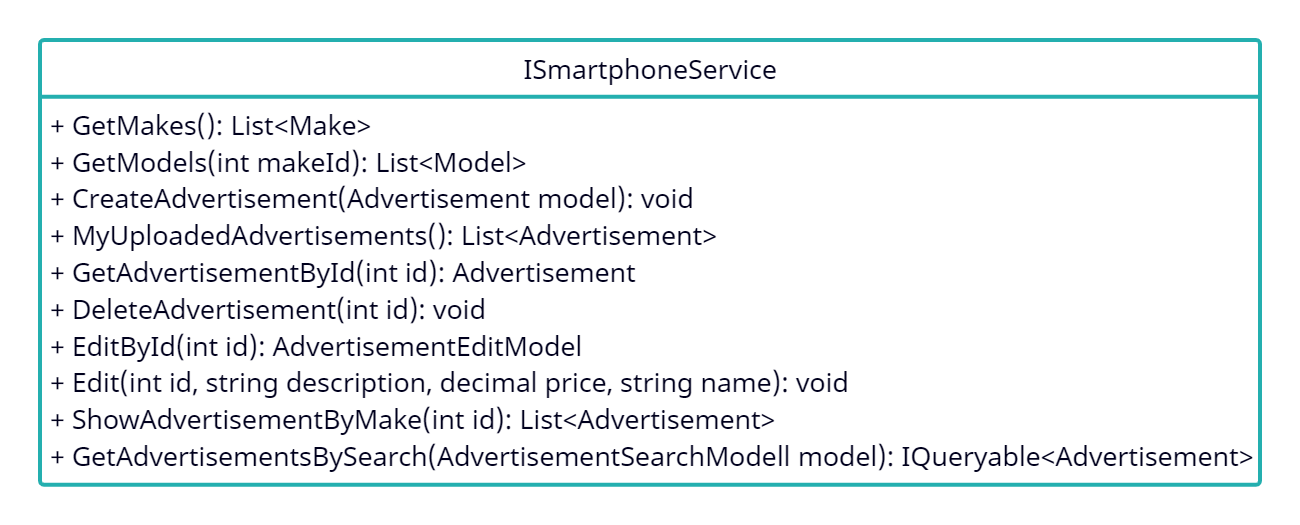 ISmartphoneService
+ GetMakes(): List<Make>
+ GetModels(int makeId): List<Model>
+ CreateAdvertisement(Advertisement model): void
+ MyUploadedAdvertisements(): List<Advertisement>
+ GetAdvertisementById(int id): Advertisement
+ DeleteAdvertisement(int id): void
+ EditById(int id): AdvertisementEditModel
+ Edit(int id, string description, decimal price, string name): void
+ ShowAdvertisementByMake(int id): List<Advertisement>
+ GetAdvertisementsBySearch(AdvertisementSearchModell model): IQueryable<Advertisement>